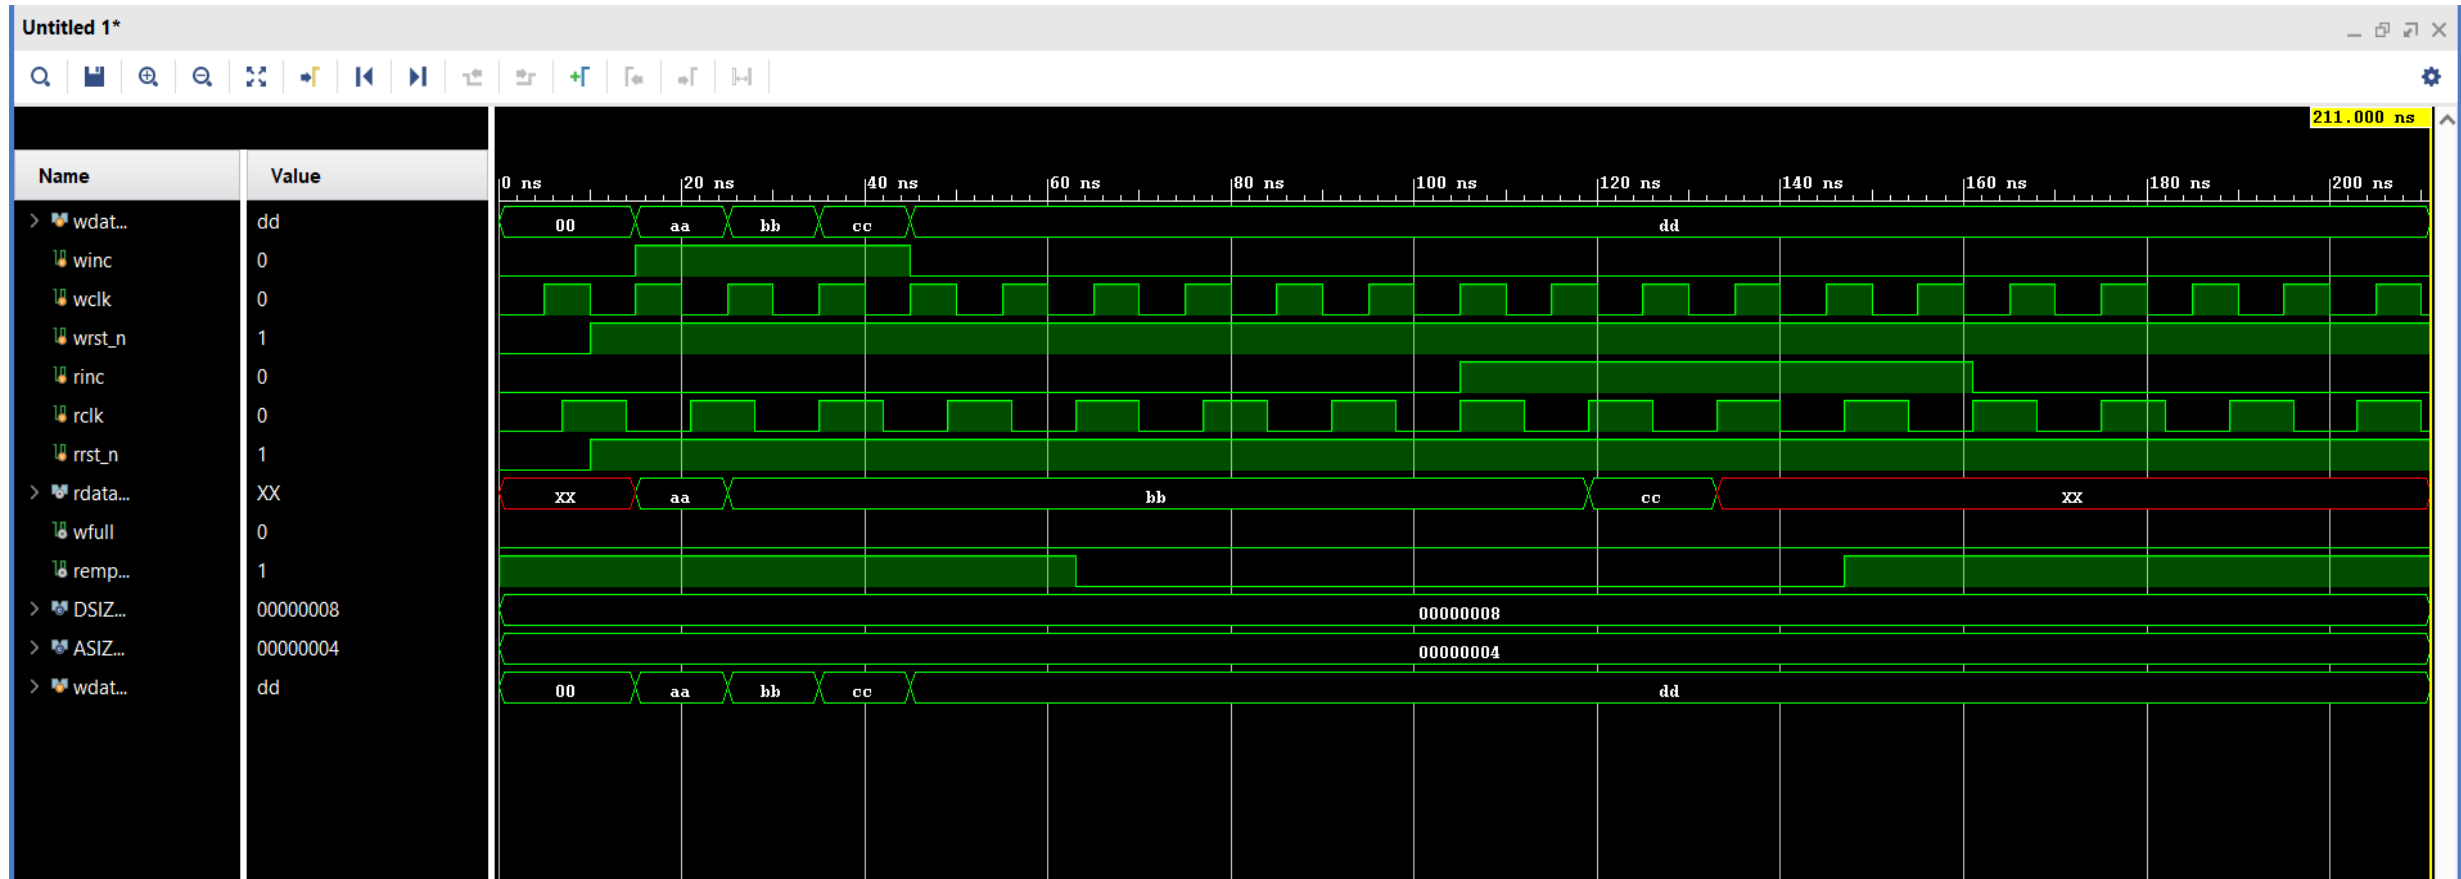 Untitled 1*
211.000 ns
Name Value
0 ns 20 ns 40 ns 60 ns 80 ns 100 ns 120 ns 140 ns 160 ns 180 ns 200 ns
wdat... dd 00 aa bb cc dd
winc 0
wclk 0
wrst_n 1
rinc 0
rclk 0
rrst_n 1
rdata... XX XX aa bb cc XX
wfull 0
remp... 1
DSIZ... 00000008 00000008
ASIZ... 00000004 00000004
wdat... dd 00 aa bb cc dd